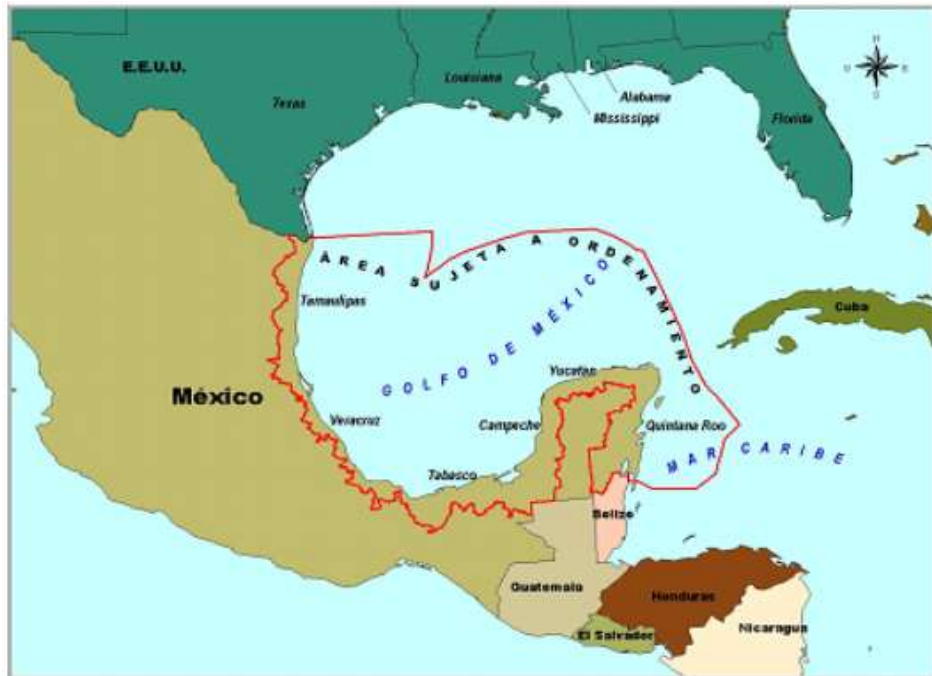 E.E.U.U.
Texas
Louisiana
Alabama
Mississippi
Florida
ÁREA SUJETA A ORDENAMIENTO
GOLFO DE MÉXICO
Tamaulipas
Cuba
México
Veracruz
Yucatan
Campeche
Quintana Roo
MAR CARIBE
Tabasco
Belize
Guatemala
Honduras
El Salvador
Nicaragua